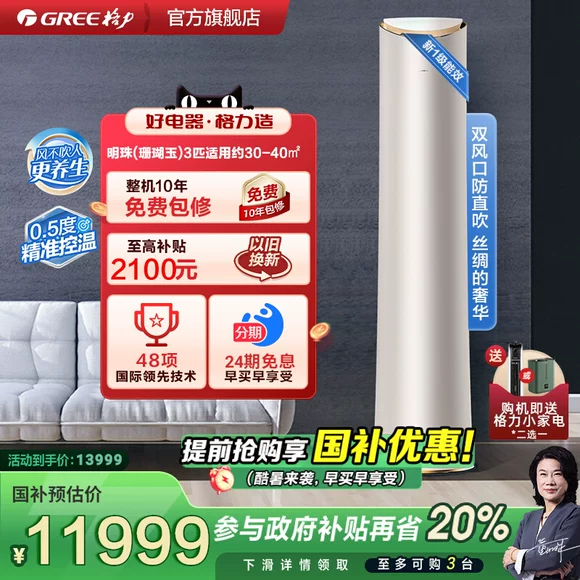 GREE格力 官方旗舰店
新1级能效
好电器·格力造
明珠(珊瑚玉)3匹适用约30-40㎡
风不吹人
更养生
0.5度
精准控温
整机10年
免费包修
免费
10年包修
至高补贴
2100元
以旧
换新
48项
国际领先技术
分期
24期免息
早买早享受
双风口防直吹 丝绸的奢华
送
或
购机即送
格力小家电
*二选一
提前抢购享国补优惠!
(酷暑来袭,早买早享受)
活动到手价:13999
国补预估价
¥11999
参与政府补贴再省20%
下滑详情领取 至多可购3台